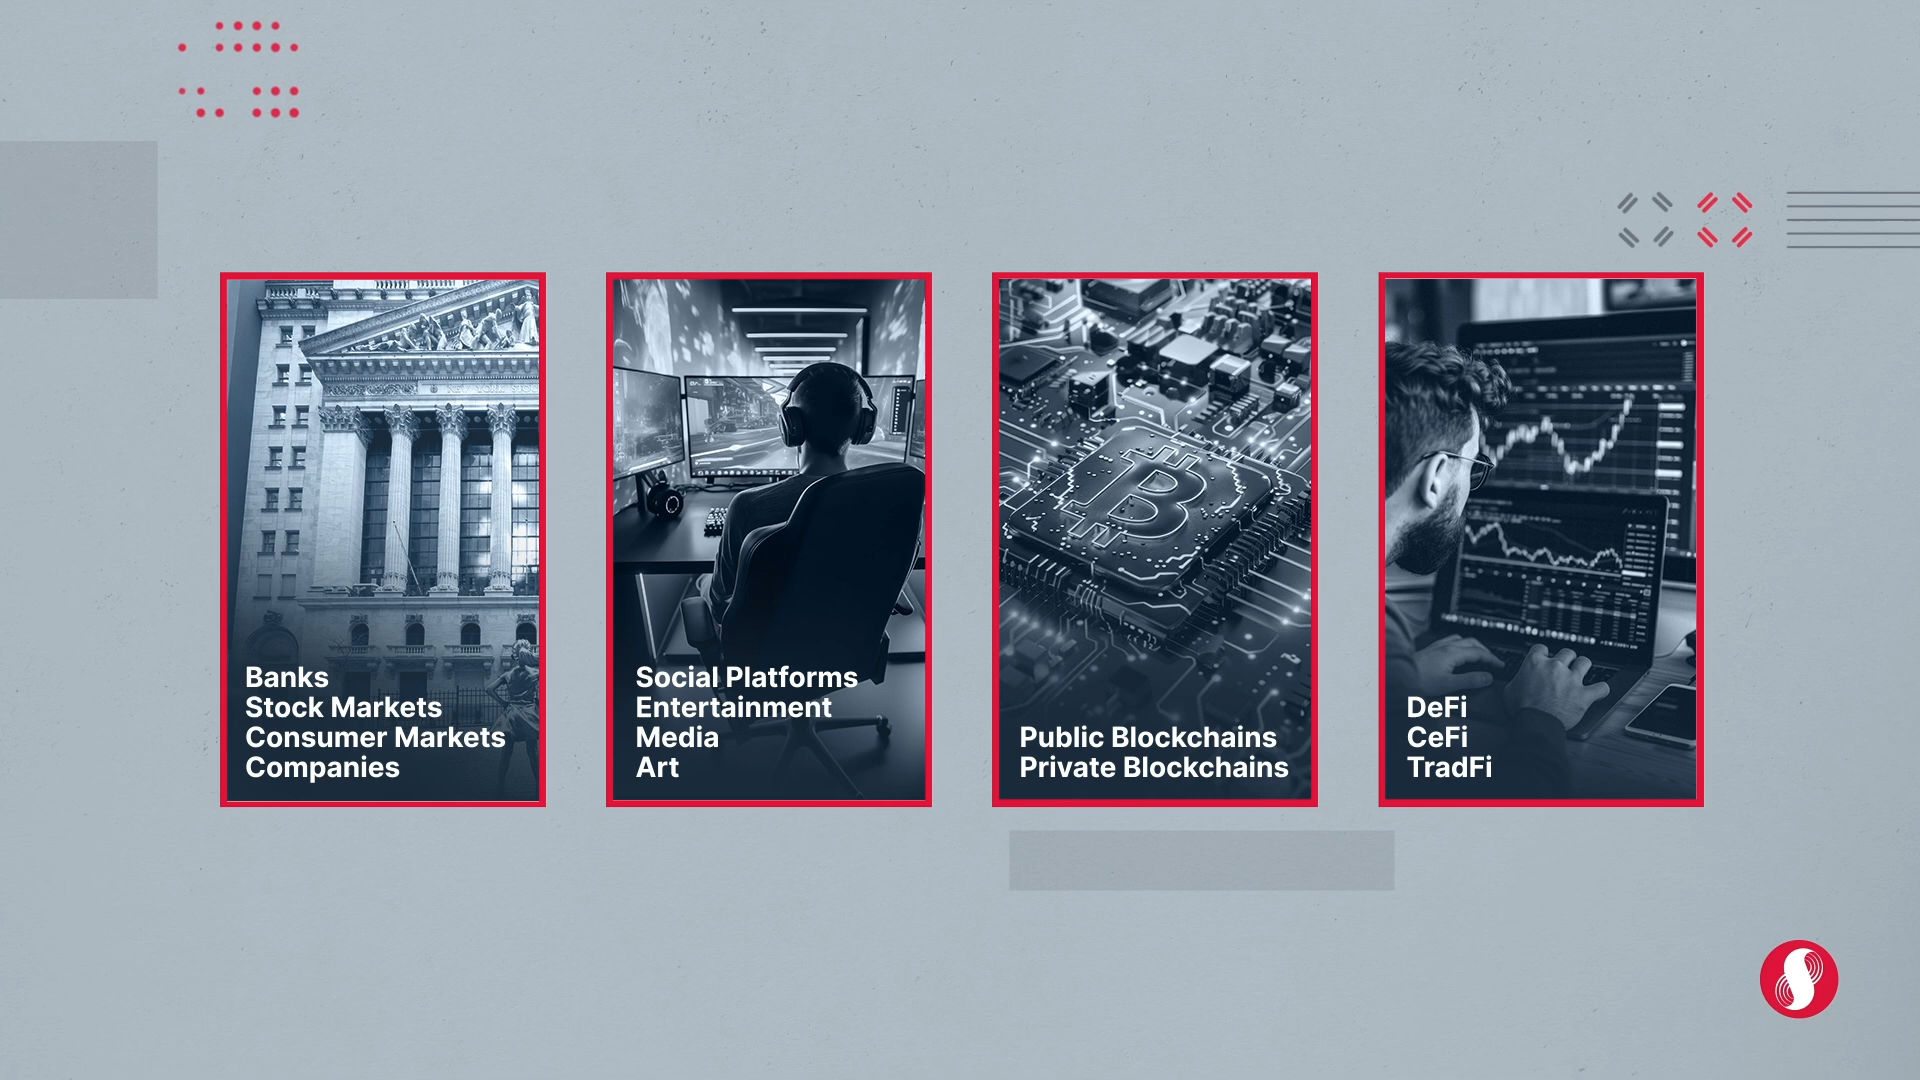 Banks
Stock Markets
Consumer Markets
Companies
Social Platforms
Entertainment
Media
Art
Public Blockchains
Private Blockchains
DeFi
CeFi
TradFi